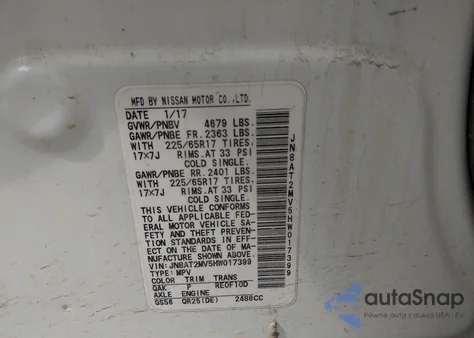 MFD BY NISSAN MOTOR CO.,LTD.
DATE 1/17
GVWR/PNBV 4679 LBS.
GAWR/PNBE FR. 2363 LBS.
WITH 225/65R17 TIRES.
17×7J RIMS.AT 33 PSI
COLD SINGLE.
GAWR/PNBE RR. 2401 LBS.
WITH 225/65R17 TIRES.
17×7J RIMS.AT 33 PSI
COLD SINGLE.
THIS VEHICLE CONFORMS
TO ALL APPLICABLE FED-
ERAL MOTOR VEHICLE SA-
FETY AND THEFT PREVEN-
TION STANDARDS IN EFF-
ECT ON THE DATE OF MA-
NUFACTURE SHOWN ABOVE.
VIN:JN8AT2MV5HW017399
TYPE:MPV
COLOR TRIM TRANS
QAK P RE0F10D
AXLE ENGINE
GS56 QR25(DE) 2488CC
JN8AT2MV5HW017399
autoSnap